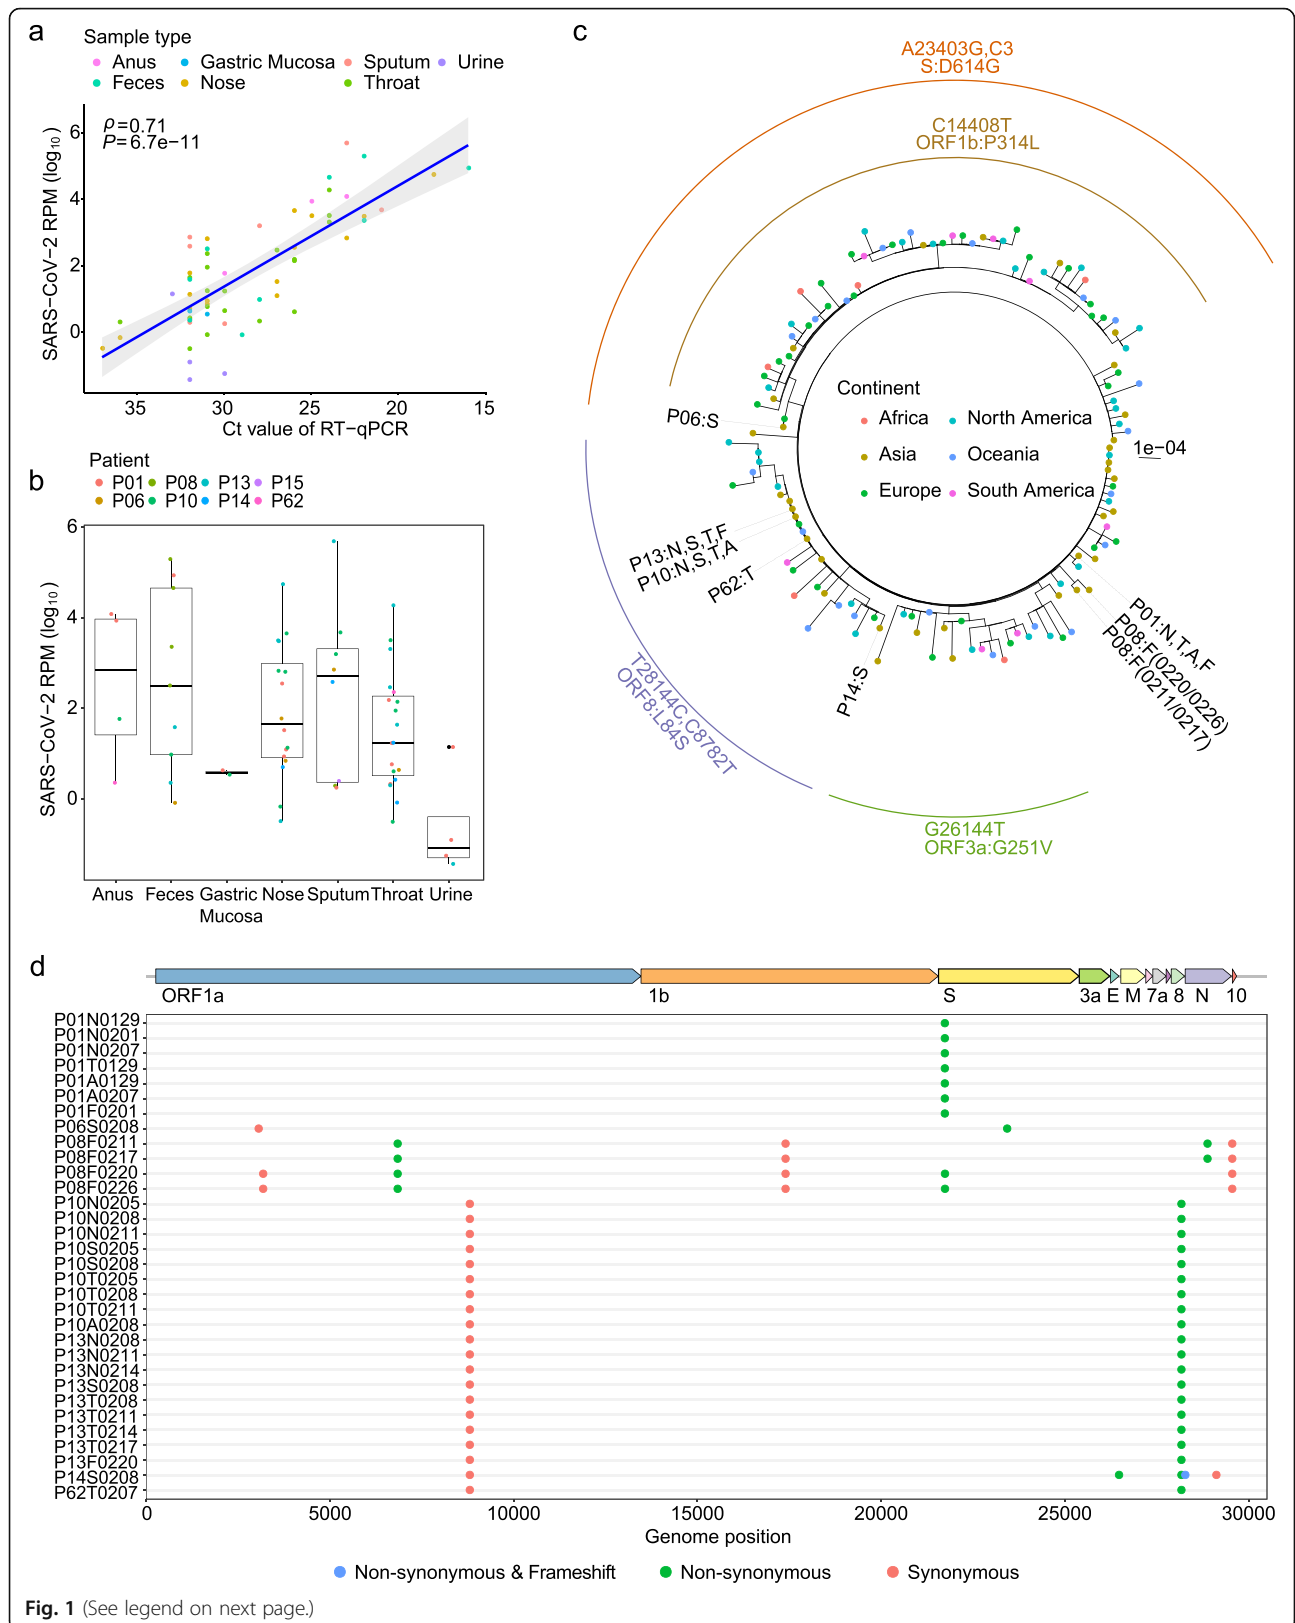 a
Sample type
Anus
Gastric Mucosa
Sputum
Urine
Feces
Nose
Throat
ρ=0.71
P=6.7e−11
SARS−CoV−2 RPM (log10)
6
4
2
0
35
30
25
20
15
Ct value of RT−qPCR
b
Patient
P01
P08
P13
P15
P06
P10
P14
P62
SARS−CoV−2 RPM (log10)
6
4
2
0
Anus
Feces
Gastric
Mucosa
Nose
Sputum
Throat
Urine
c
A23403G,C3
S:D614G
C14408T
ORF1b:P314L
Continent
Africa
North America
Asia
Oceania
Europe
South America
1e−04
P06:S
P13:N,S,T,F
P10:N,S,T,A
P62:T
P14:S
P01:N,T,A,F
P08:F(0220/0226)
P08:F(0211/0217)
T28144C,C8782T
ORF8:L84S
G26144T
ORF3a:G251V
d
ORF1a
1b
S
3a
E
M
7a
8
N
10
P01N0129
P01N0201
P01N0207
P01T0129
P01A0129
P01A0207
P01F0201
P06S0208
P08F0211
P08F0217
P08F0220
P08F0226
P10N0205
P10N0208
P10N0211
P10S0205
P10S0208
P10T0205
P10T0208
P10T0211
P10A0208
P13N0208
P13N0211
P13N0214
P13S0208
P13T0208
P13T0211
P13T0214
P13T0217
P13F0220
P14S0208
P62T0207
0
5000
10000
15000
20000
25000
30000
Genome position
Non−synonymous & Frameshift
Non−synonymous
Synonymous
Fig. 1 (See legend on next page.)